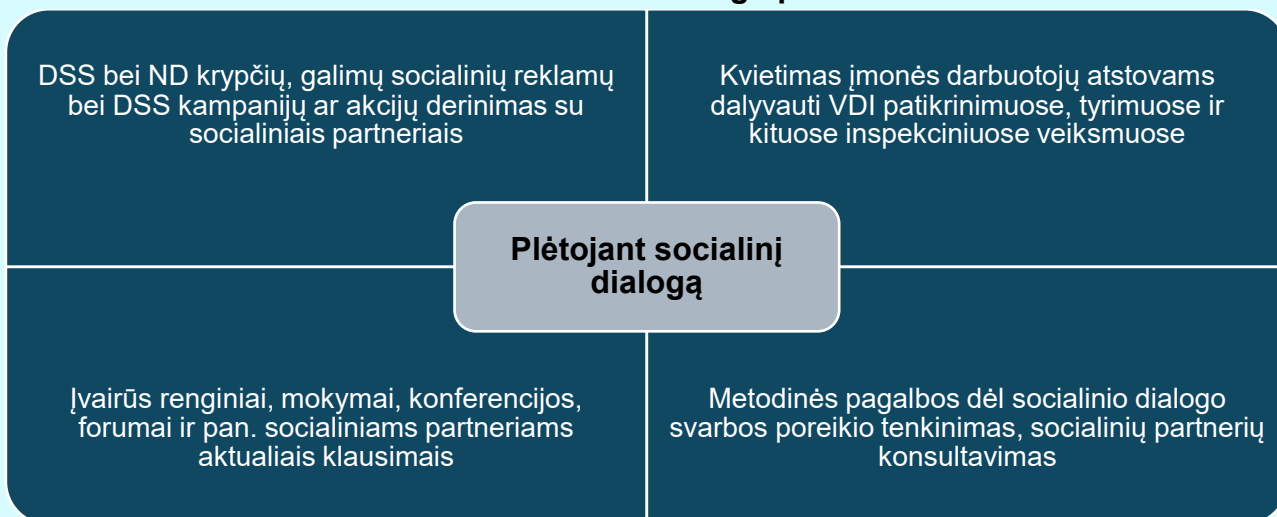 DSS bei ND krypčių, galimų socialinių reklamų
bei DSS kampanijų ar akcijų derinimas su
socialiniais partneriais
Kvietimas įmonės darbuotojų atstovams
dalyvauti VDI patikrinimuose, tyrimuose ir
kituose inspekciniuose veiksmuose
Plėtojant socialinį
dialogą
Įvairūs renginiai, mokymai, konferencijos,
forumai ir pan. socialiniams partneriams
aktualiais klausimais
Metodinės pagalbos dėl socialinio dialogo
svarbos poreikio tenkinimas, socialinių partnerių
konsultavimas